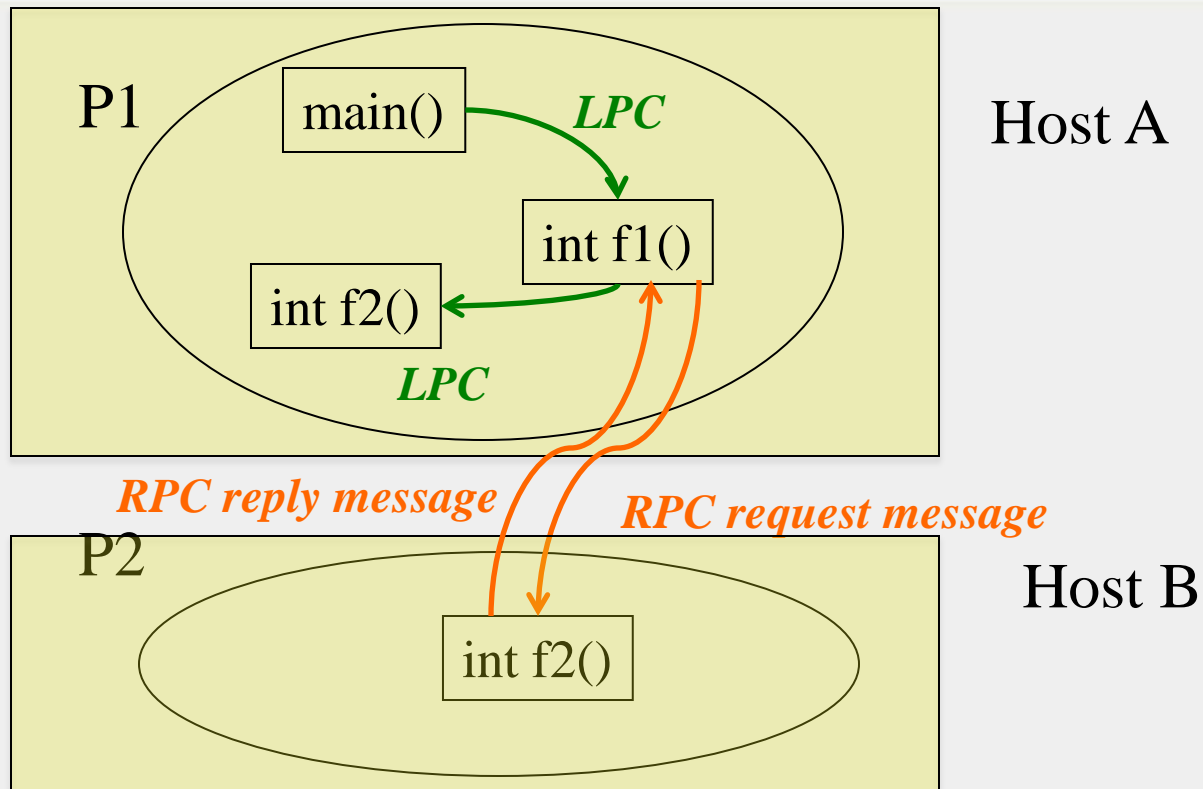 P1
main()
LPC
Host A
int f1()
int f2()
LPC
RPC reply message
RPC request message
P2
Host B
int f2()